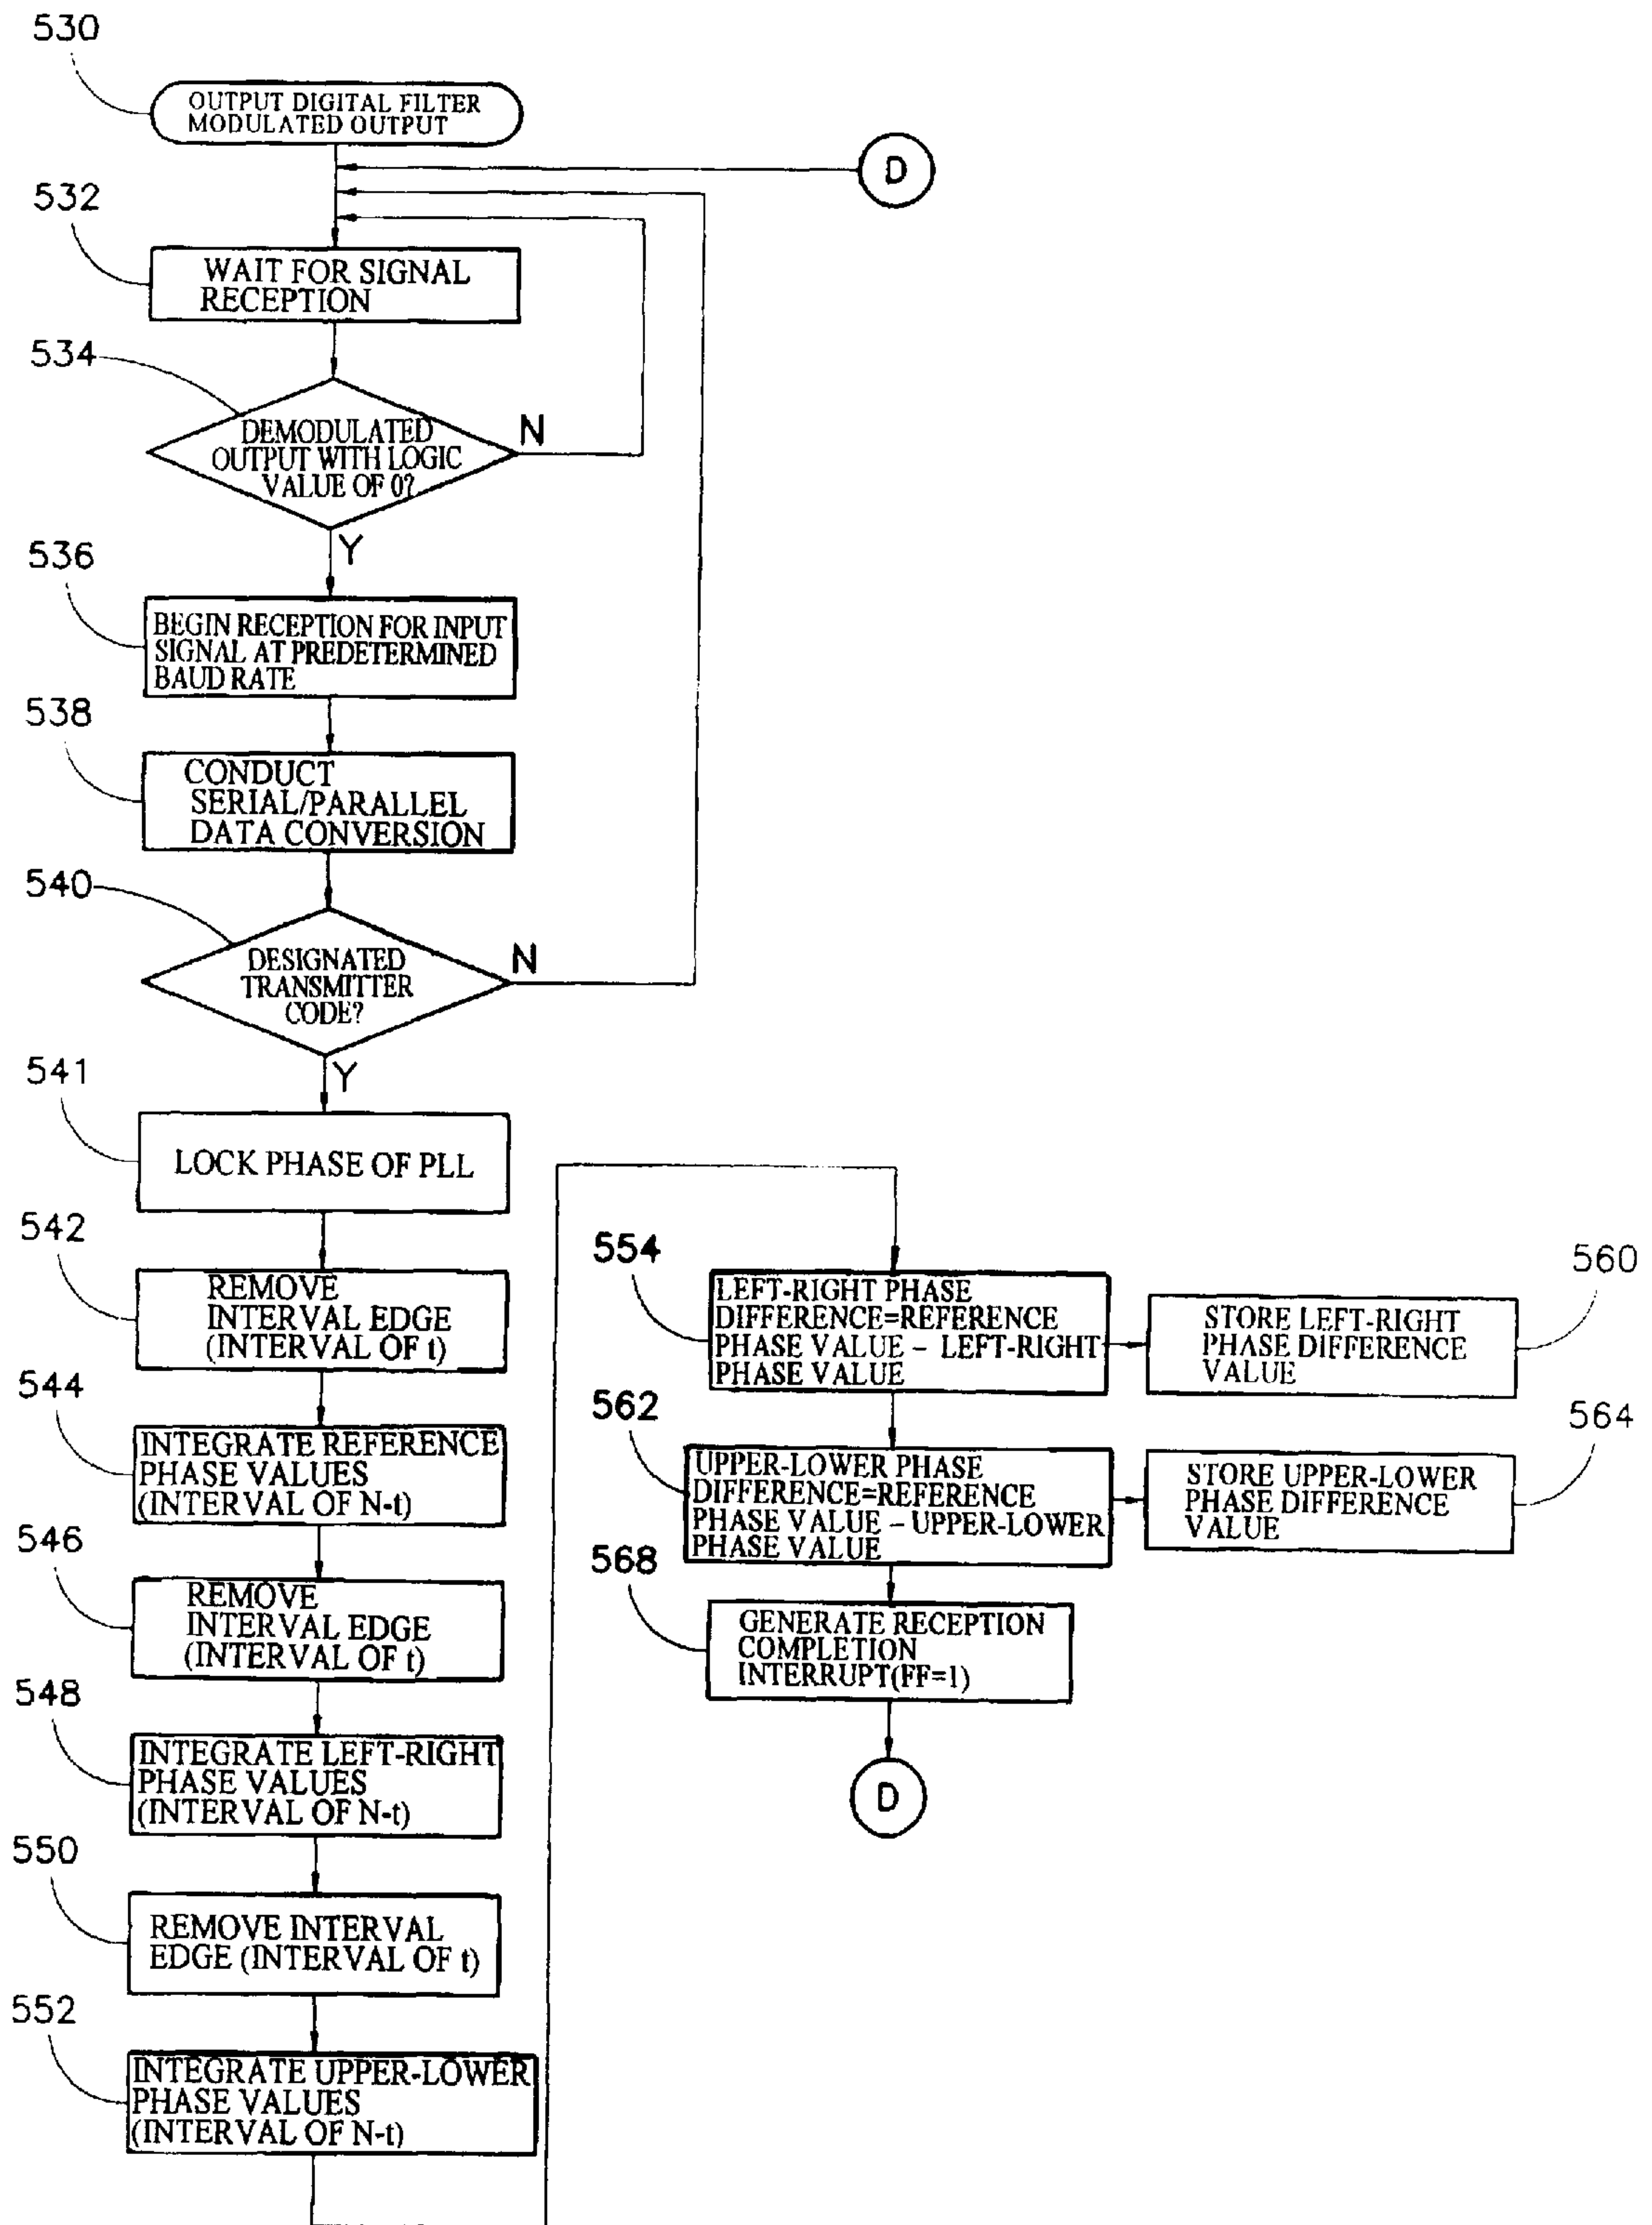 530
OUTPUT DIGITAL FILTER
MODULATED OUTPUT
D
532
WAIT FOR SIGNAL
RECEPTION
534
DEMODULATED
OUTPUT WITH LOGIC
VALUE OF 0?
N
Y
536
BEGIN RECEPTION FOR INPUT
SIGNAL AT PREDETERMINED
BAUD RATE
538
CONDUCT
SERIAL/PARALLEL
DATA CONVERSION
540
DESIGNATED
TRANSMITTER
CODE?
N
Y
541
LOCK PHASE OF PLL
542
REMOVE
INTERVAL EDGE
(INTERVAL OF t)
544
INTEGRATE REFERENCE
PHASE VALUES
(INTERVAL OF N-t)
546
REMOVE
INTERVAL EDGE
(INTERVAL OF t)
548
INTEGRATE LEFT-RIGHT
PHASE VALUES
(INTERVAL OF N-t)
550
REMOVE INTERVAL
EDGE (INTERVAL OF t)
552
INTEGRATE UPPER-LOWER
PHASE VALUES
(INTERVAL OF N-t)
554
LEFT-RIGHT PHASE
DIFFERENCE=REFERENCE
PHASE VALUE - LEFT-RIGHT
PHASE VALUE
560
STORE LEFT-RIGHT
PHASE DIFFERENCE
VALUE
562
UPPER-LOWER PHASE
DIFFERENCE=REFERENCE
PHASE VALUE - UPPER-LOWER
PHASE VALUE
564
STORE UPPER-LOWER
PHASE DIFFERENCE
VALUE
568
GENERATE RECEPTION
COMPLETION
INTERRUPT(FF=1)
D